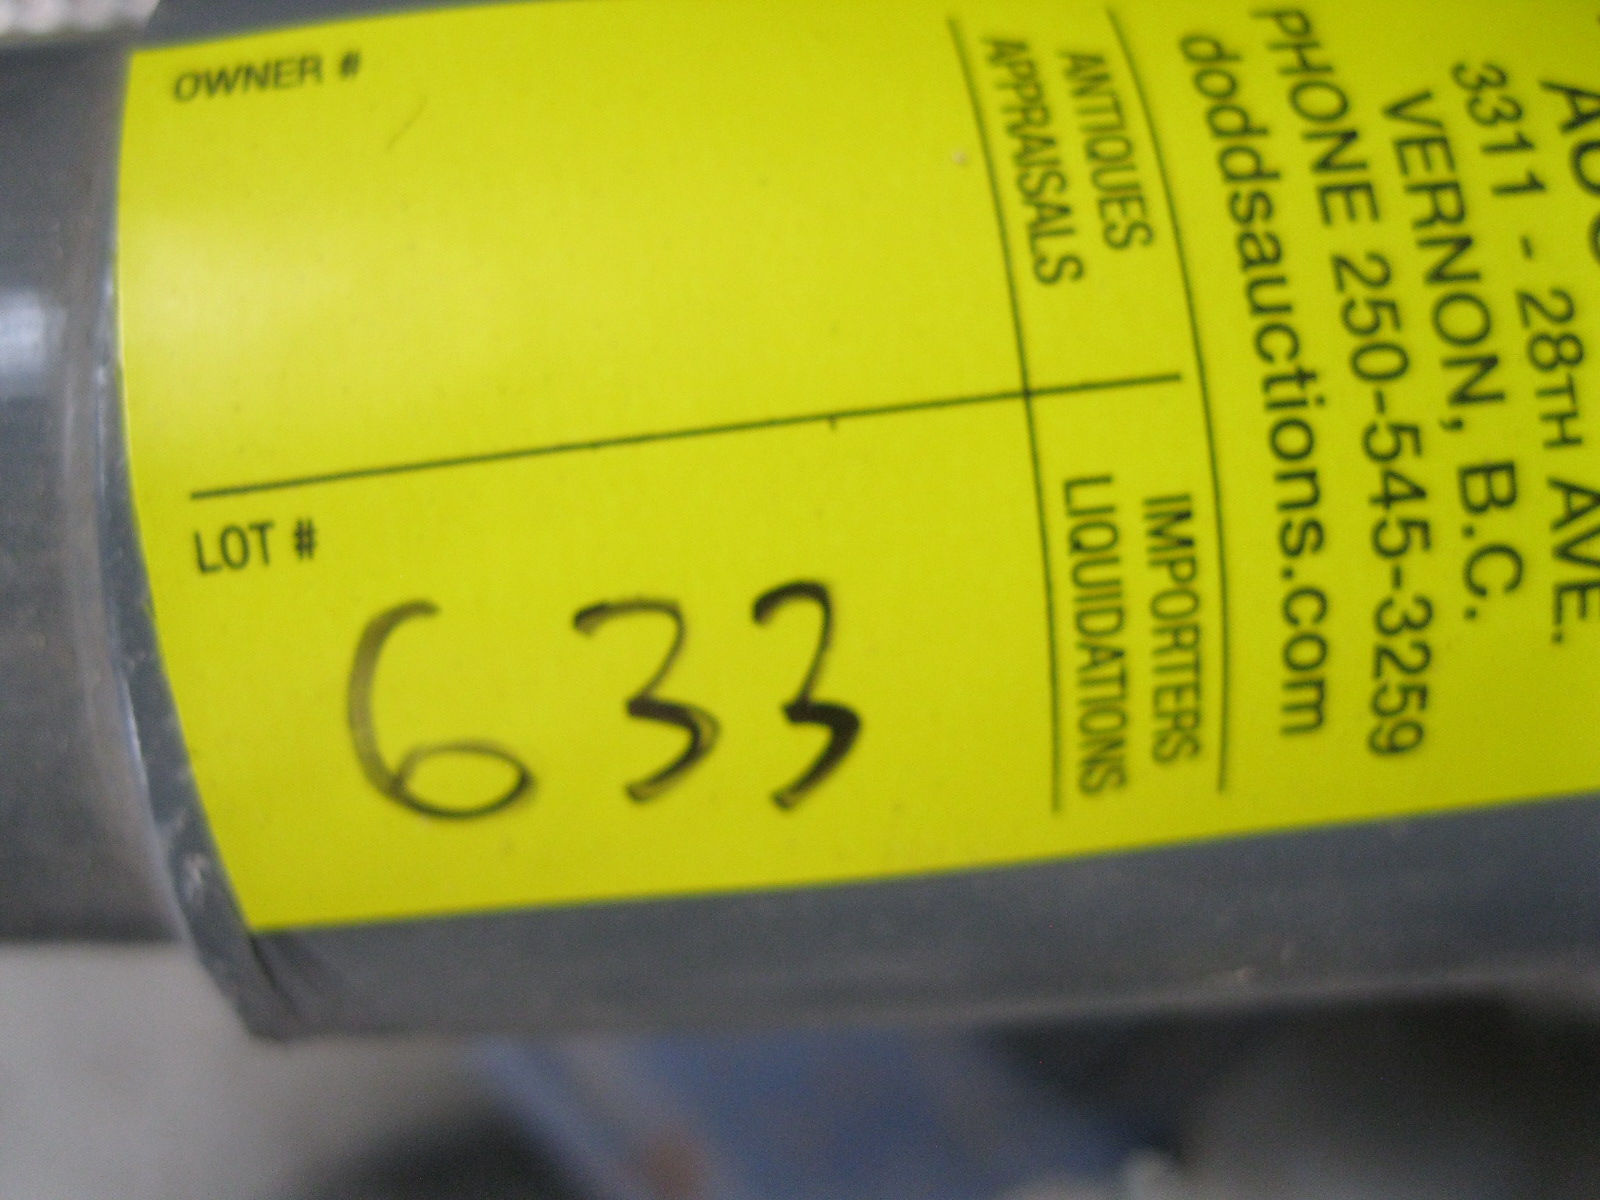 3311 - 28TH AVE.
VERNON, B.C.
PHONE 250-545-3259
doddsauctions.com
ANTIQUES
APPRAISALS
IMPORTERS
LIQUIDATIONS
OWNER #
LOT #
633